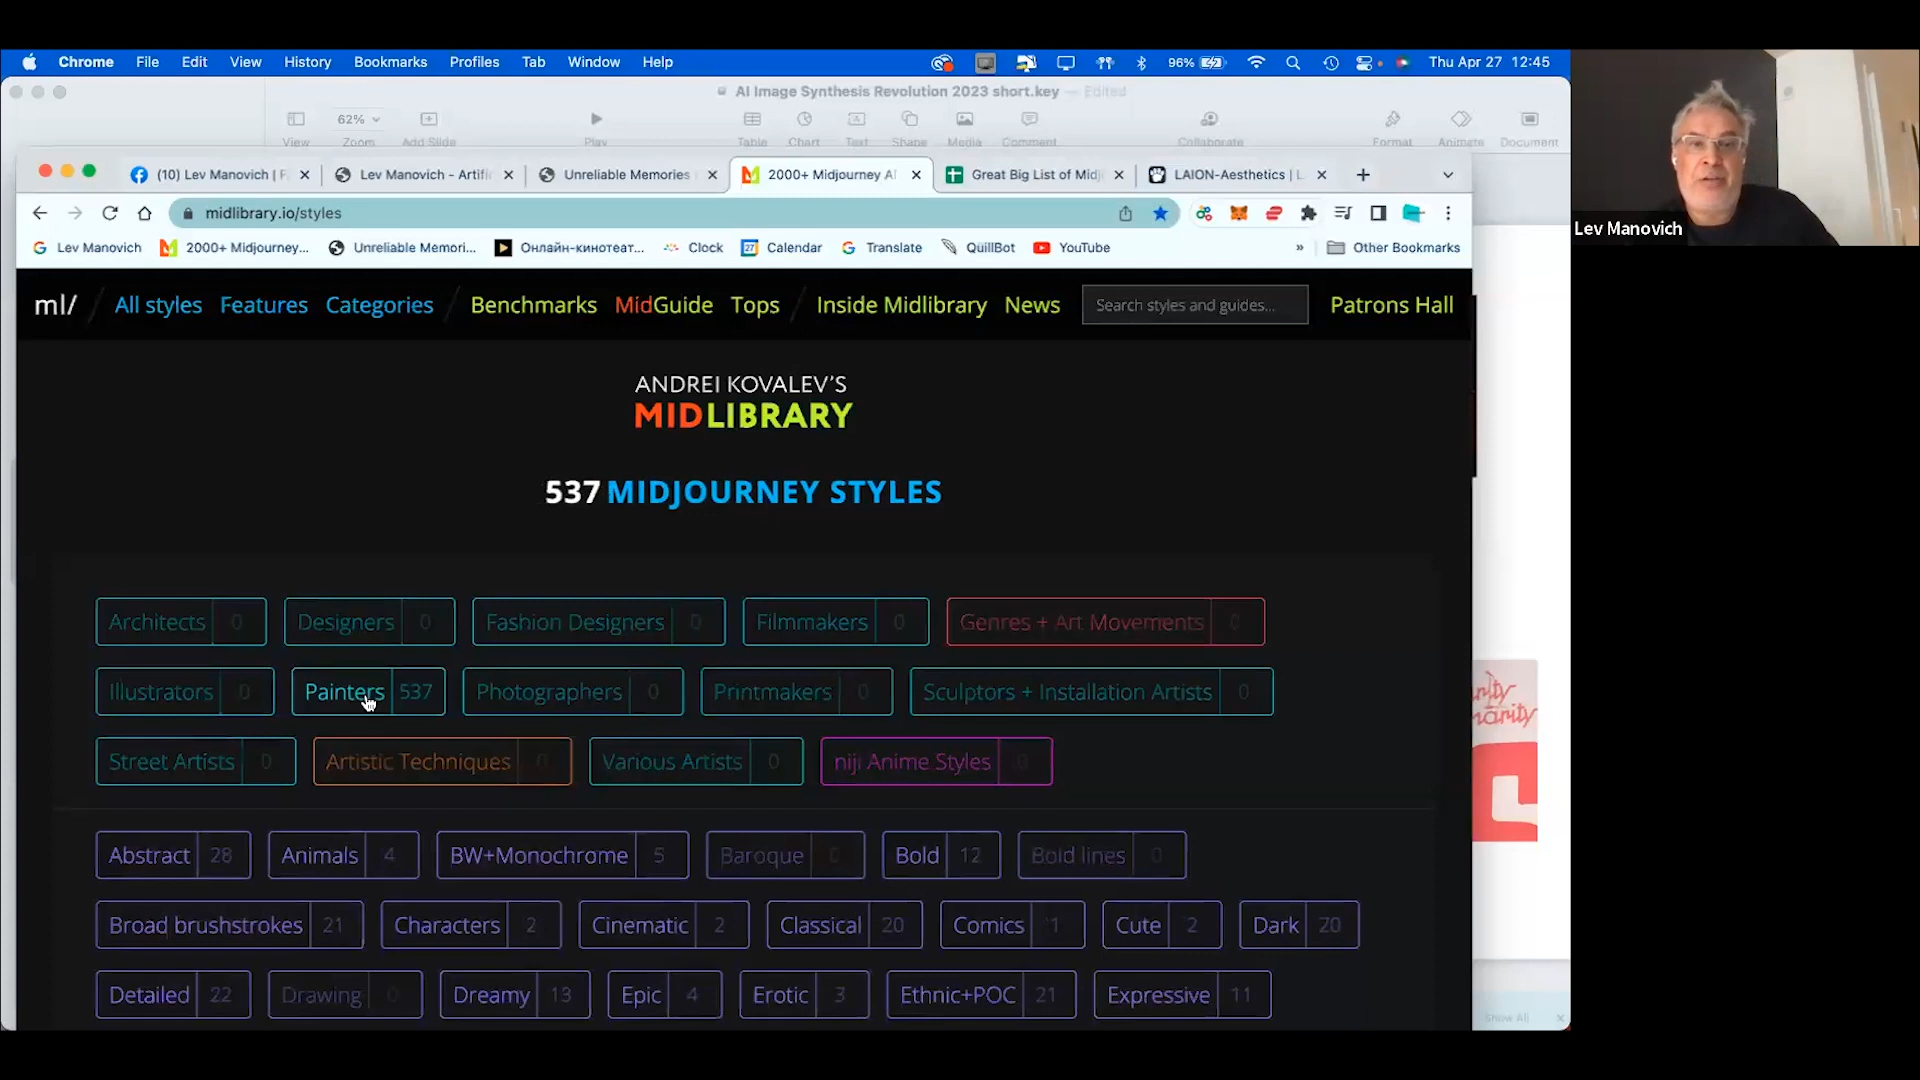 Chrome File Edit View History Bookmarks Profiles Tab Window Help 96% Thu Apr 27 12:45
AI Image Synthesis Revolution 2023 short.key — Edited
62%
View Zoom Add Slide Play Table Chart Text Shape Media Comment Collaborate Format Animate Document
(10) Lev Manovich | F Lev Manovich - Artifi Unreliable Memories 2000+ Midjourney AI Great Big List of Midj LAION-Aesthetics | L
midlibrary.io/styles
Lev Manovich 2000+ Midjourney... Unreliable Memori... Онлайн-кинотеат... Clock Calendar Translate QuillBot YouTube » Other Bookmarks
ml/ All styles Features Categories Benchmarks MidGuide Tops Inside Midlibrary News Search styles and guides... Patrons Hall
ANDREI KOVALEV'S
MIDLIBRARY
537 MIDJOURNEY STYLES
Architects 0 Designers 0 Fashion Designers 0 Filmmakers 0 Genres + Art Movements 0
Illustrators 0 Painters 537 Photographers 0 Printmakers 0 Sculptors + Installation Artists 0
Street Artists 0 Artistic Techniques 0 Various Artists 0 niji Anime Styles 0
Abstract 28 Animals 4 BW+Monochrome 5 Baroque 0 Bold 12 Bold lines 0
Broad brushstrokes 21 Characters 2 Cinematic 2 Classical 20 Comics 1 Cute 2 Dark 20
Detailed 22 Drawing 0 Dreamy 13 Epic 4 Erotic 3 Ethnic+POC 21 Expressive 11
Show All
Lev Manovich